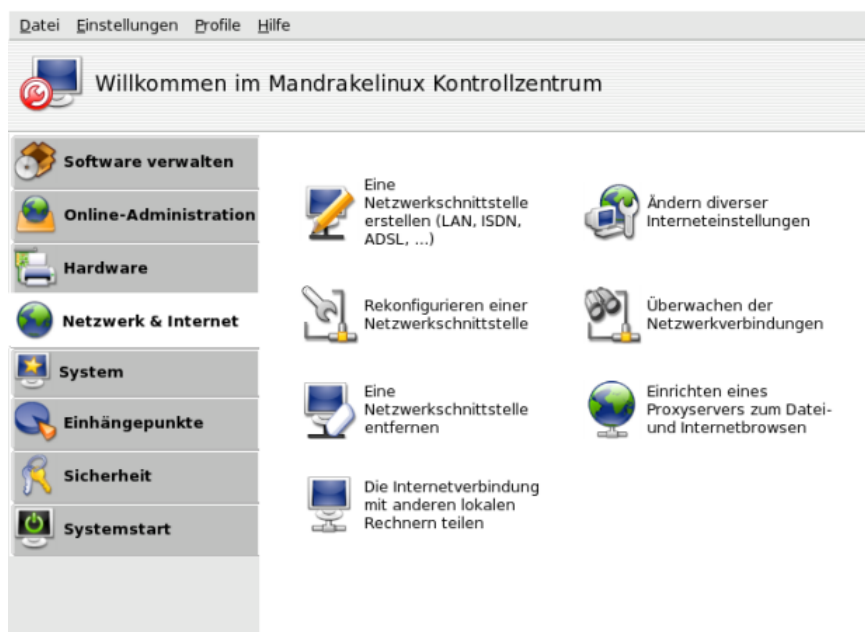 Datei Einstellungen Profile Hilfe
Willkommen im Mandrakelinux Kontrollzentrum
Software verwalten
Online-Administration
Hardware
Netzwerk & Internet
System
Einhängepunkte
Sicherheit
Systemstart
Eine
Netzwerkschnittstelle
erstellen (LAN, ISDN,
ADSL, ...)
Ändern diverser
Interneteinstellungen
Rekonfigurieren einer
Netzwerkschnittstelle
Überwachen der
Netzwerkverbindungen
Eine
Netzwerkschnittstelle
entfernen
Einrichten eines
Proxyservers zum Datei-
und Internetbrowsen
Die Internetverbindung
mit anderen lokalen
Rechnern teilen